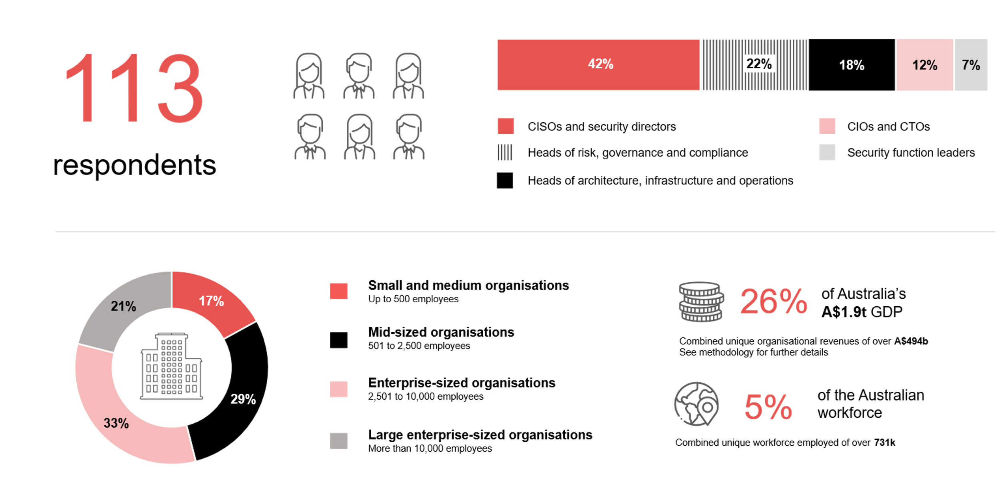 113
respondents
42%
22%
18%
12%
7%
CISOs and security directors
Heads of risk, governance and compliance
Heads of architecture, infrastructure and operations
CIOs and CTOs
Security function leaders
17%
29%
33%
21%
Small and medium organisations
Up to 500 employees
Mid-sized organisations
501 to 2,500 employees
Enterprise-sized organisations
2,501 to 10,000 employees
Large enterprise-sized organisations
More than 10,000 employees
26%
of Australia’s
A$1.9t GDP
Combined unique organisational revenues of over A$494b
See methodology for further details
5%
of the Australian
workforce
Combined unique workforce employed of over 731k